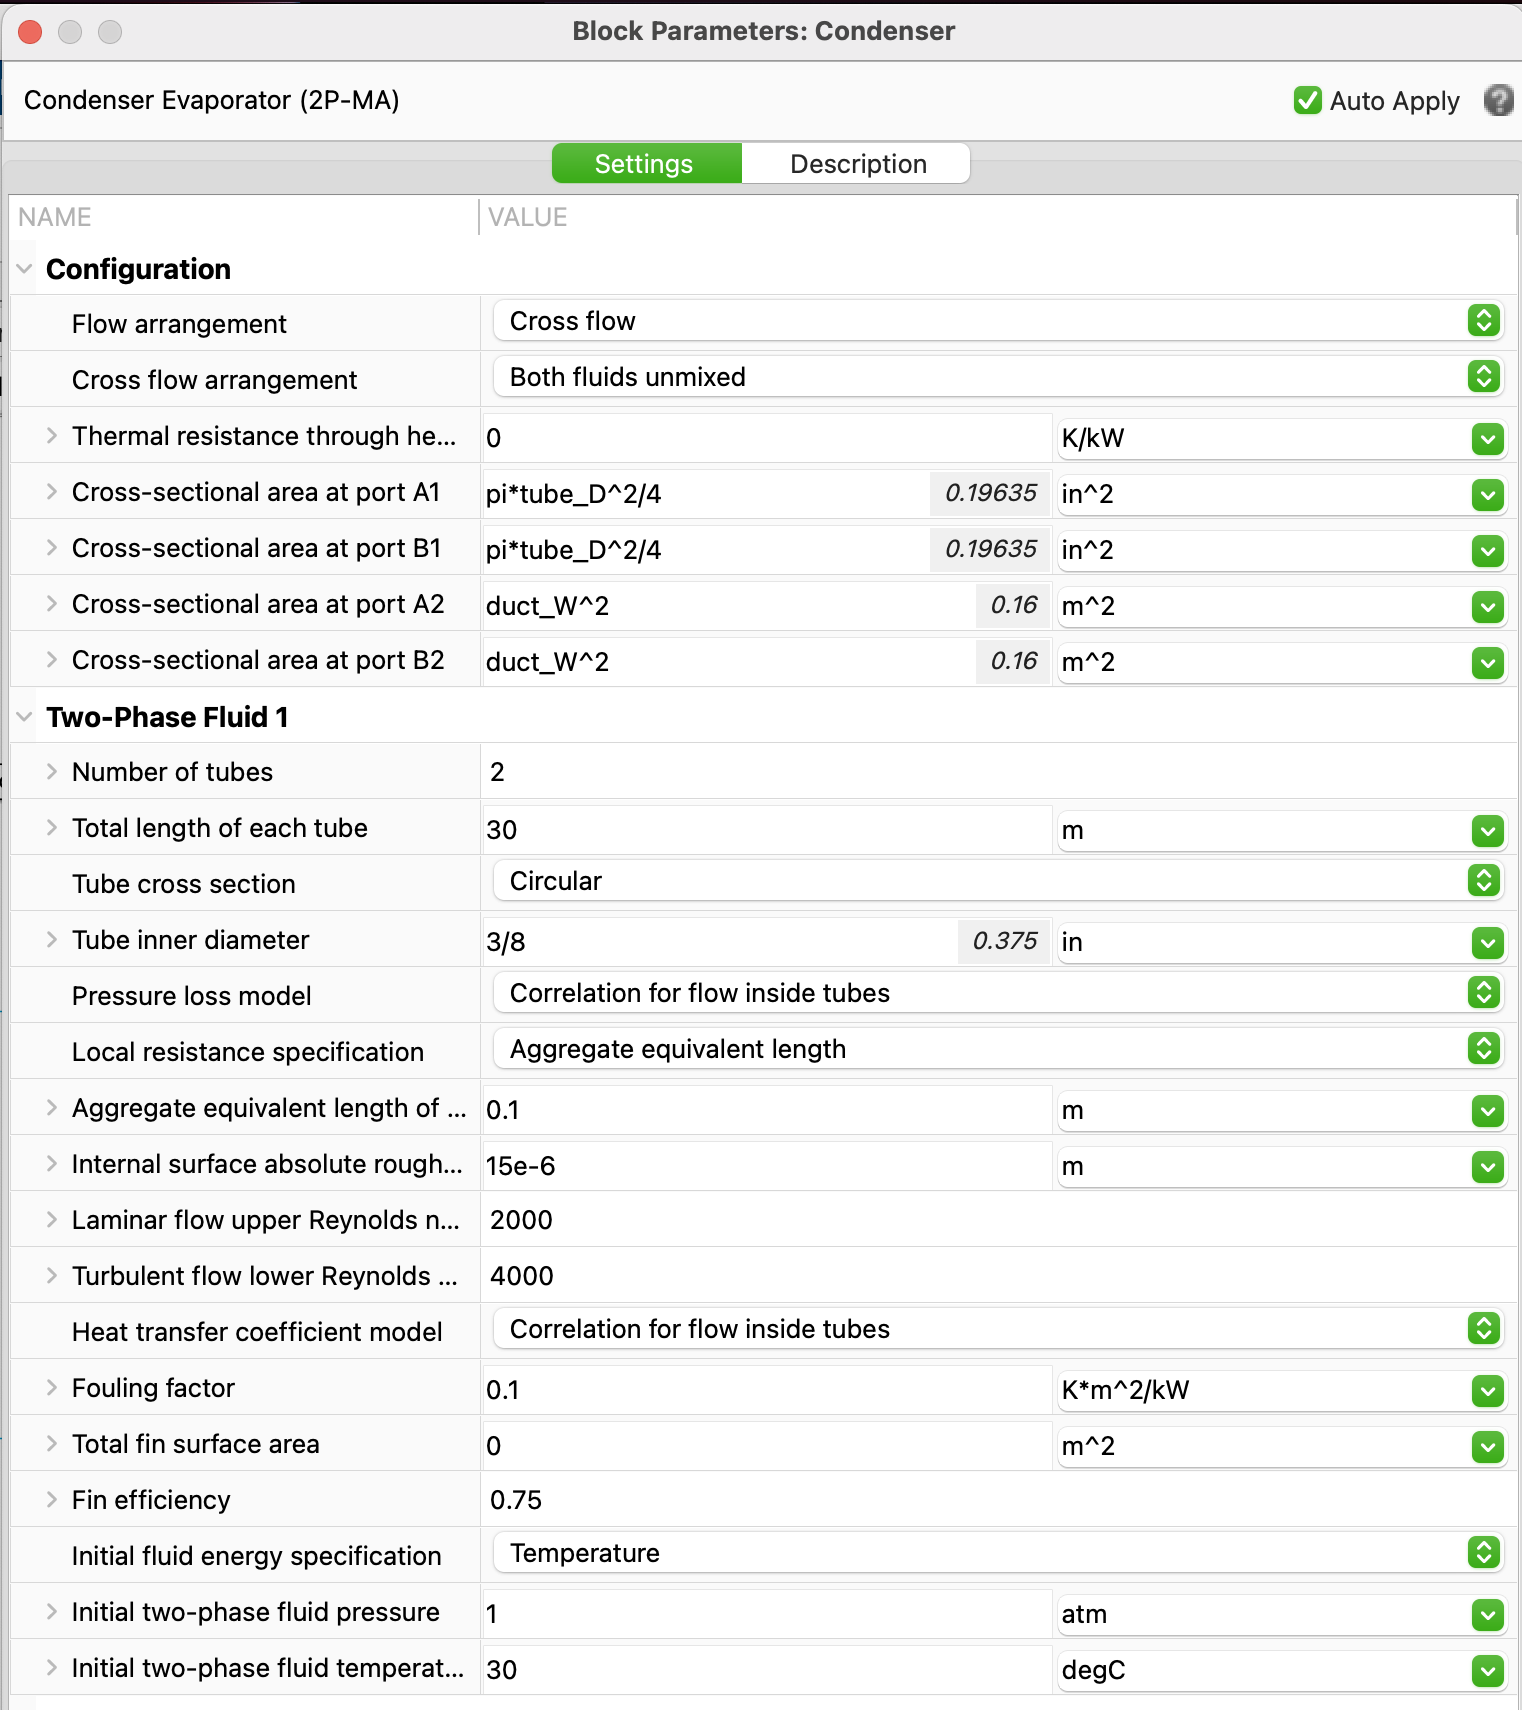 Block Parameters: Condenser
Condenser Evaporator (2P-MA)
Auto Apply
?
Settings Description
NAME VALUE
Configuration
Flow arrangement Cross flow
Cross flow arrangement Both fluids unmixed
Thermal resistance through he... 0 K/kW
Cross-sectional area at port A1 pi*tube_D^2/4 0.19635 in^2
Cross-sectional area at port B1 pi*tube_D^2/4 0.19635 in^2
Cross-sectional area at port A2 duct_W^2 0.16 m^2
Cross-sectional area at port B2 duct_W^2 0.16 m^2
Two-Phase Fluid 1
Number of tubes 2
Total length of each tube 30 m
Tube cross section Circular
Tube inner diameter 3/8 0.375 in
Pressure loss model Correlation for flow inside tubes
Local resistance specification Aggregate equivalent length
Aggregate equivalent length of ... 0.1 m
Internal surface absolute rough... 15e-6 m
Laminar flow upper Reynolds n... 2000
Turbulent flow lower Reynolds ... 4000
Heat transfer coefficient model Correlation for flow inside tubes
Fouling factor 0.1 K*m^2/kW
Total fin surface area 0 m^2
Fin efficiency 0.75
Initial fluid energy specification Temperature
Initial two-phase fluid pressure 1 atm
Initial two-phase fluid temperat... 30 degC